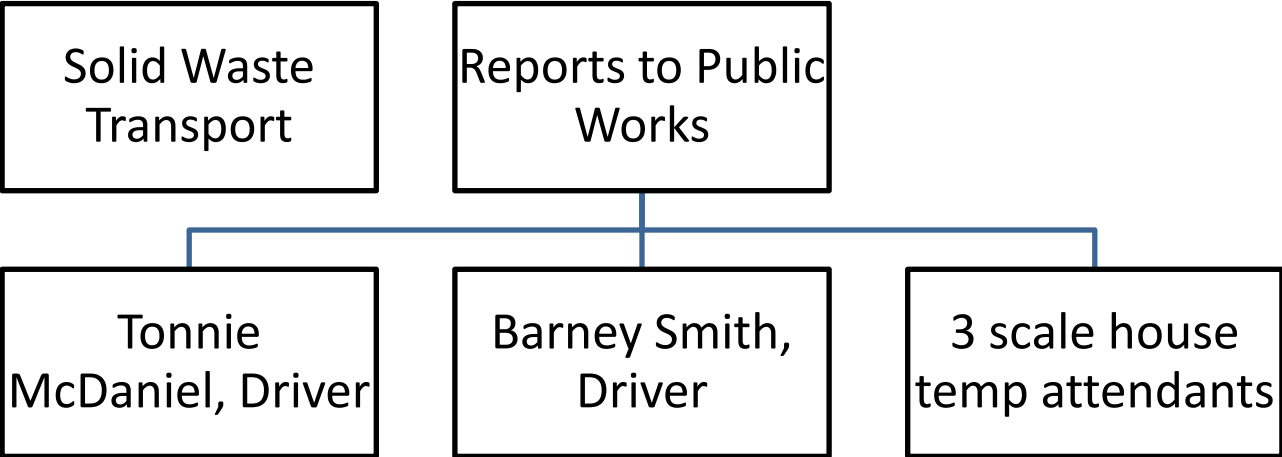 Solid Waste
Transport
Reports to Public
Works
Tonnie
McDaniel, Driver
Barney Smith,
Driver
3 scale house
temp attendants